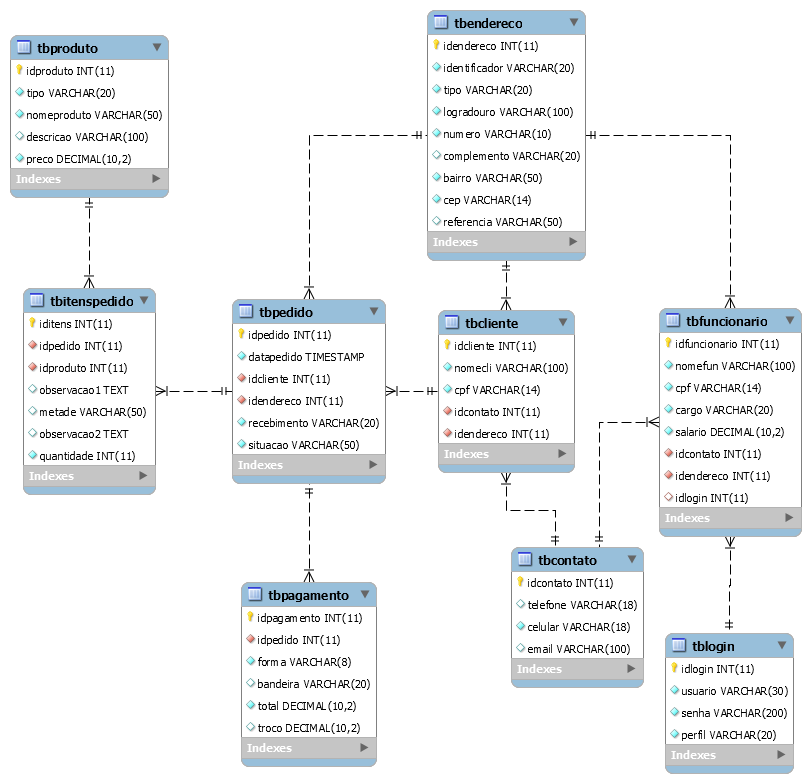 tbproduto
idproduto INT(11)
tipo VARCHAR(20)
nomeproduto VARCHAR(50)
descricao VARCHAR(100)
preco DECIMAL(10,2)
Indexes
tbendereco
idendereco INT(11)
identificador VARCHAR(20)
tipo VARCHAR(20)
logradouro VARCHAR(100)
numero VARCHAR(10)
complemento VARCHAR(20)
bairro VARCHAR(50)
cep VARCHAR(14)
referencia VARCHAR(50)
Indexes
tbitenspedido
iditens INT(11)
idpedido INT(11)
idproduto INT(11)
observacao1 TEXT
metade VARCHAR(50)
observacao2 TEXT
quantidade INT(11)
Indexes
tbpedido
idpedido INT(11)
datapedido TIMESTAMP
idcliente INT(11)
idendereco INT(11)
recebimento VARCHAR(20)
situacao VARCHAR(50)
Indexes
tbcliente
idcliente INT(11)
nomecli VARCHAR(100)
cpf VARCHAR(14)
idcontato INT(11)
idendereco INT(11)
Indexes
tbfuncionario
idfuncionario INT(11)
nomefun VARCHAR(100)
cpf VARCHAR(14)
cargo VARCHAR(20)
salario DECIMAL(10,2)
idcontato INT(11)
idendereco INT(11)
idlogin INT(11)
Indexes
tbpagamento
idpagamento INT(11)
idpedido INT(11)
forma VARCHAR(8)
bandeira VARCHAR(20)
total DECIMAL(10,2)
troco DECIMAL(10,2)
Indexes
tbcontato
idcontato INT(11)
telefone VARCHAR(18)
celular VARCHAR(18)
email VARCHAR(100)
Indexes
tblogin
idlogin INT(11)
usuario VARCHAR(30)
senha VARCHAR(200)
perfil VARCHAR(20)
Indexes